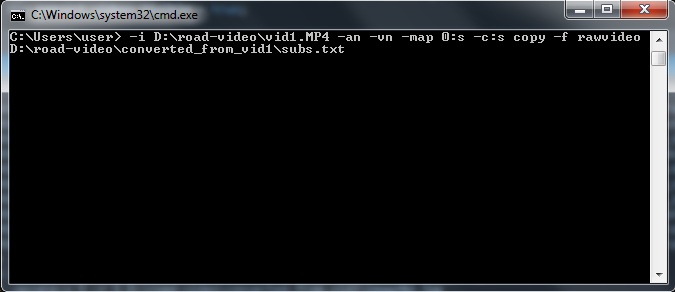 C:\Windows\system32\cmd.exe
C:\Users\user> -i D:\road-video\vid1.MP4 -an -vn -map 0:s -c:s copy -f rawvideo
D:\road-video\converted_from_vid1\subs.txt